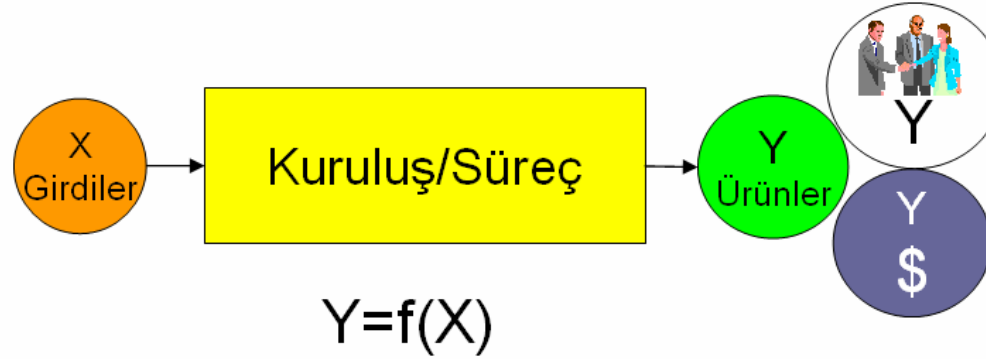 X
Girdiler
Kuruluş/Süreç
Y
Ürünler
Y
Y
$
Y=f(X)